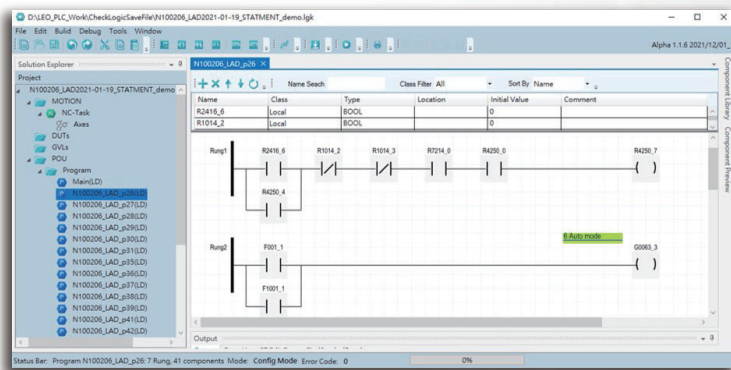 D:\LEO_PLC_Work\CheckLogicSaveFile\N100206_LAD2021-01-19_STATMENT_demo.lgk
File Edit Build Debug Tools Window
Alpha 1.1.6 2021/12/01_
Solution Explorer
Project
N100206_LAD2021-01-19_STATMENT_demo
MOTION
NC-Task
Axes
DUTs
GVLs
POU
Program
Main(LD)
N100206_LAD_p26(LD)
N100206_LAD_p27(LD)
N100206_LAD_p28(LD)
N100206_LAD_p29(LD)
N100206_LAD_p30(LD)
N100206_LAD_p31(LD)
N100206_LAD_p35(LD)
N100206_LAD_p36(LD)
N100206_LAD_p37(LD)
N100206_LAD_p38(LD)
N100206_LAD_p39(LD)
N100206_LAD_p41(LD)
N100206_LAD_p42(LD)
N100206_LAD_p26
Name Seach Class Filter All Sort By Name
Name Class Type Location Initial Value Comment
R2416_6 Local BOOL 0
R1014_2 Local BOOL 0
Rung1 R2416_6 R1014_2 R1014_3 R7214_0 R4250_0 R4250_7
R4250_4
6 Auto mode
Rung2 F001_1 G0063_3
F1001_1
Output
Component Library
Component Preview
Status Bar: Program N100206_LAD_p26: 7 Rung, 41 components Mode: Config Mode Error Code: 0 0%